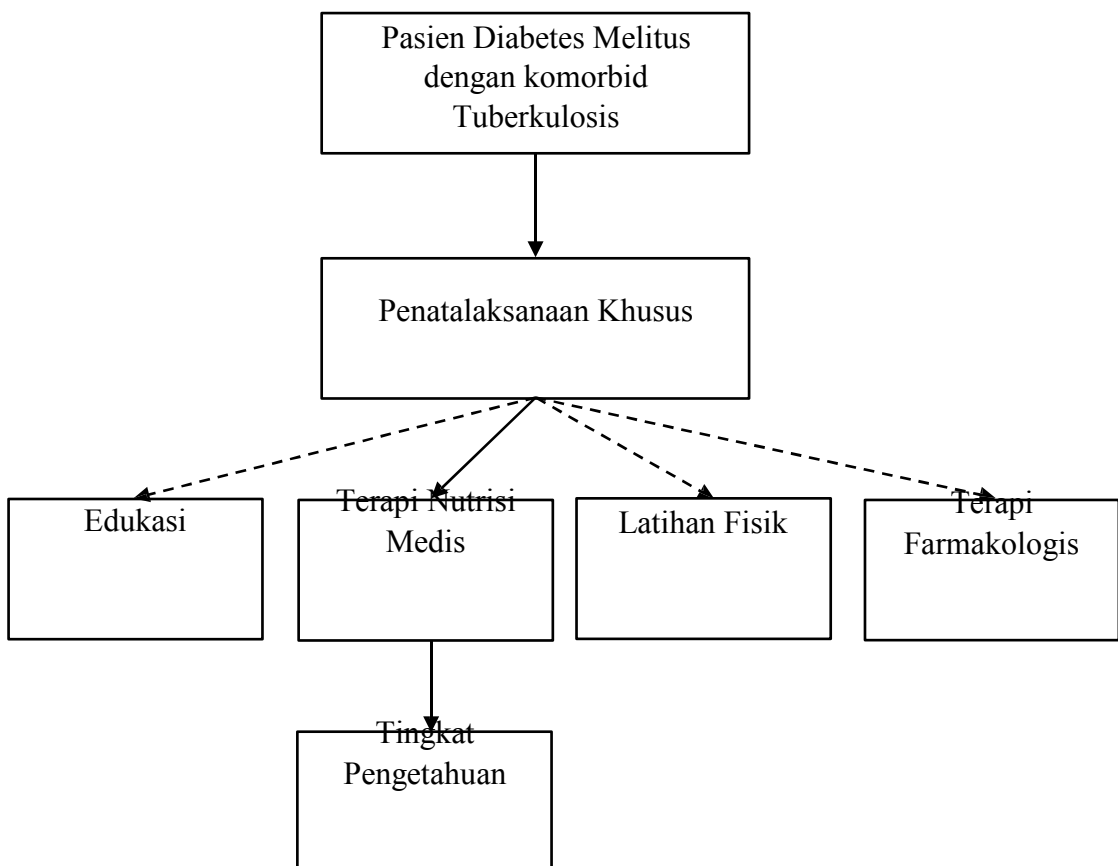 Pasien Diabetes Melitus
dengan komorbid
Tuberkulosis
Penatalaksanaan Khusus
Edukasi
Terapi Nutrisi
Medis
Latihan Fisik
Terapi
Farmakologis
Tingkat
Pengetahuan